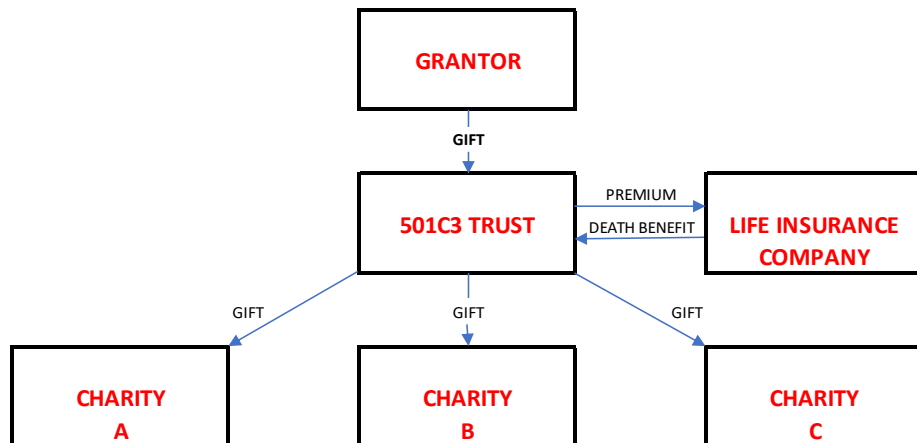 GRANTOR
GIFT
PREMIUM
501C3 TRUST
DEATH BENEFIT
LIFE INSURANCE
COMPANY
GIFT
GIFT
GIFT
CHARITY
A
CHARITY
B
CHARITY
C